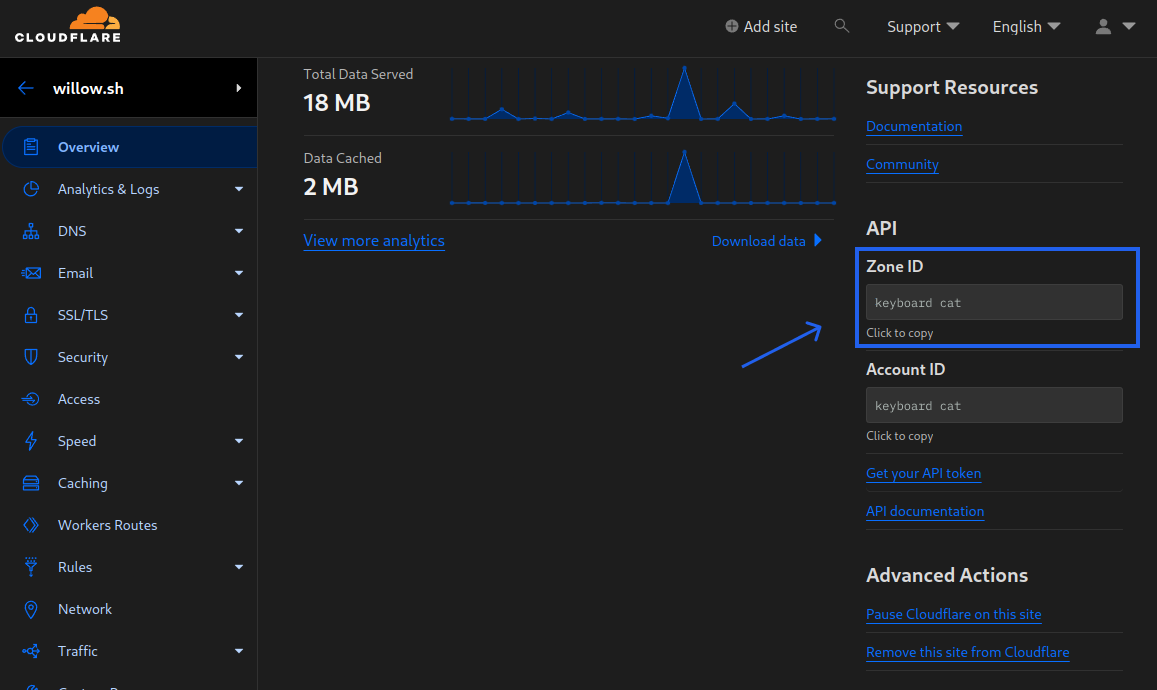 CLOUDFLARE
Add site
Support
English
willow.sh
Overview
Analytics & Logs
DNS
Email
SSL/TLS
Security
Access
Speed
Caching
Workers Routes
Rules
Network
Traffic
Total Data Served
18 MB
Data Cached
2 MB
View more analytics
Download data
Support Resources
Documentation
Community
API
Zone ID
keyboard cat
Click to copy
Account ID
keyboard cat
Click to copy
Get your API token
API documentation
Advanced Actions
Pause Cloudflare on this site
Remove this site from Cloudflare